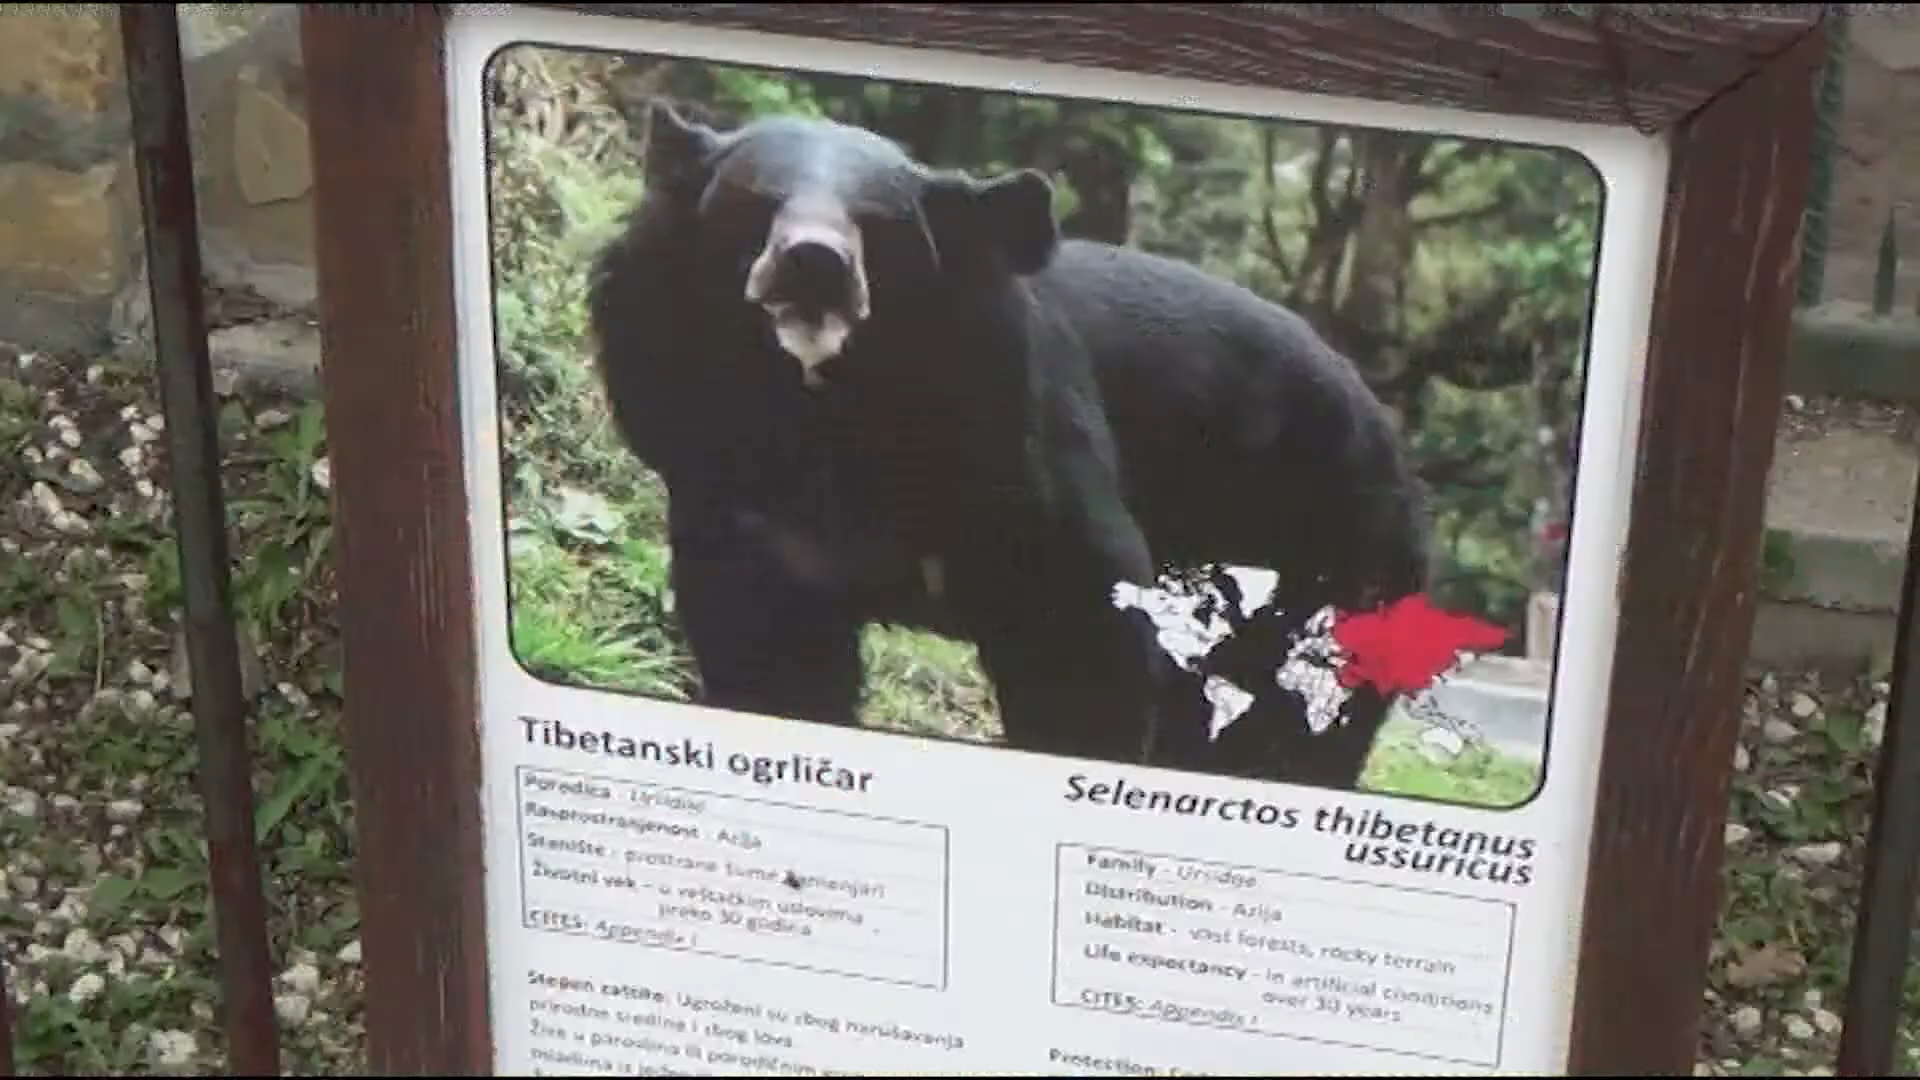 Tibetanski ogrličar
Porodica - Ursidae
Rasprostranjenost - Azija
Stanište - prostrane šume, kamenjari
Životni vek - u veštačkim uslovima
preko 30 godina
CITES: Appendix I
Stepen zaštite: Ugroženi su zbog narušavanja
prirodne sredine i zbog lova.
Žive u parovima ili porodičnim
mladima iz
Selenarctos thibetanus
ussuricus
Family - Ursidae
Distribution - Azija
Habitat - vast forests, rocky terrain
Life expectancy - in artificial conditions
over 30 years
CITES: Appendix I
Protection: